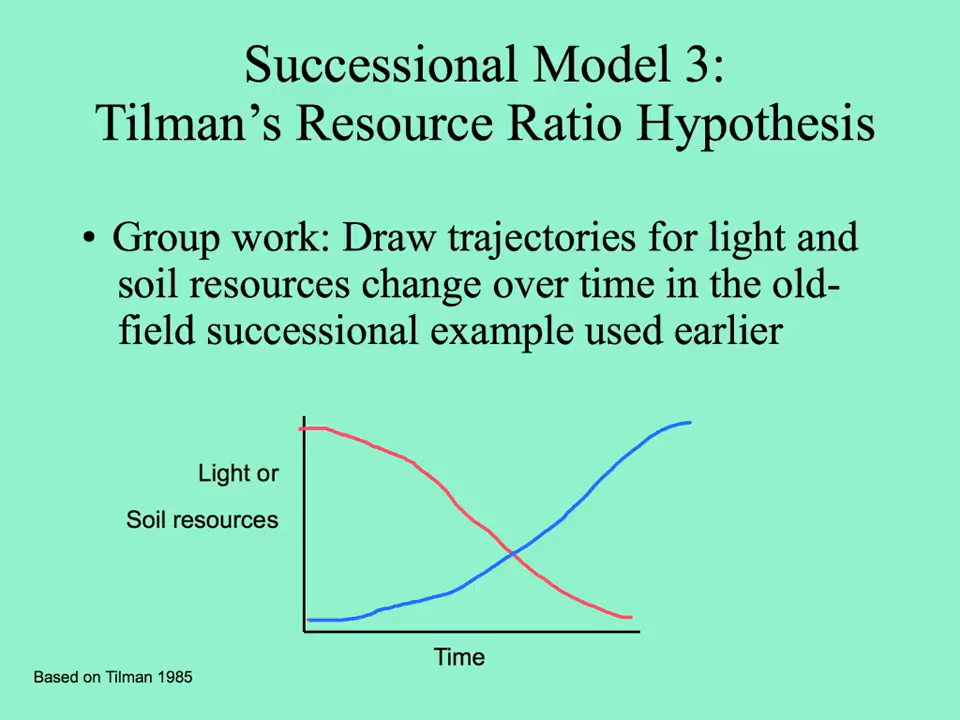 Successional Model 3:
Tilman’s Resource Ratio Hypothesis
• Group work: Draw trajectories for light and
soil resources change over time in the old-
field successional example used earlier
Light or
Soil resources
Time
Based on Tilman 1985